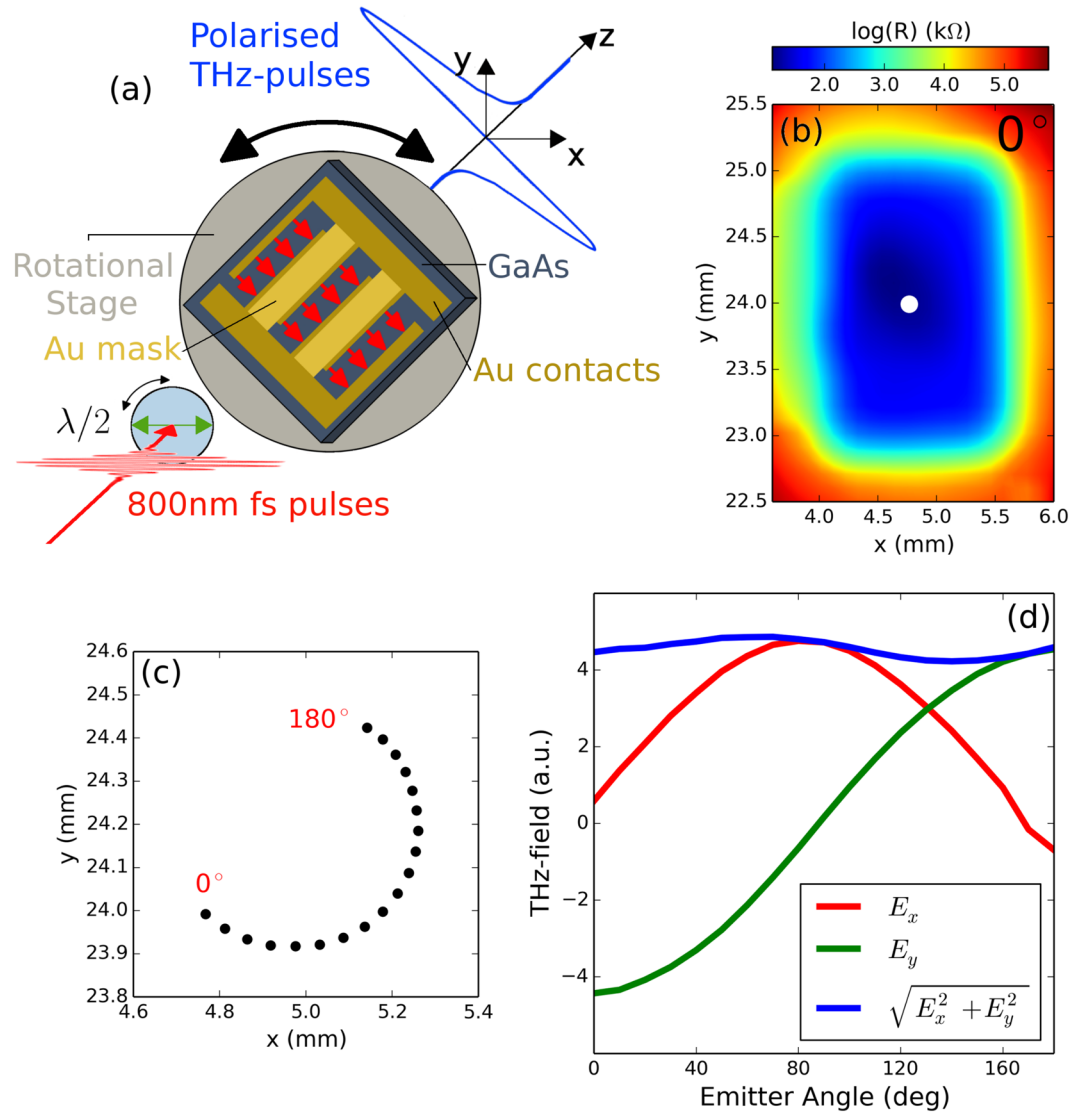 (a)
Polarised
THz-pulses
y
z
x
Rotational
Stage
Au mask
GaAs
Au contacts
λ/2
800nm fs pulses
log(R) (kΩ)
2.0 3.0 4.0 5.0
(b)
0°
25.5
25.0
24.5
24.0
23.5
23.0
22.5
y (mm)
4.0 4.5 5.0 5.5 6.0
x (mm)
(c)
24.6
24.5
24.4
24.3
24.2
24.1
24.0
23.9
23.8
y (mm)
180°
0°
4.6 4.8 5.0 5.2 5.4
x (mm)
(d)
4
2
0
−2
−4
THz-field (a.u.)
E_x
E_y
√E_x^2 +E_y^2
0 40 80 120 160
Emitter Angle (deg)